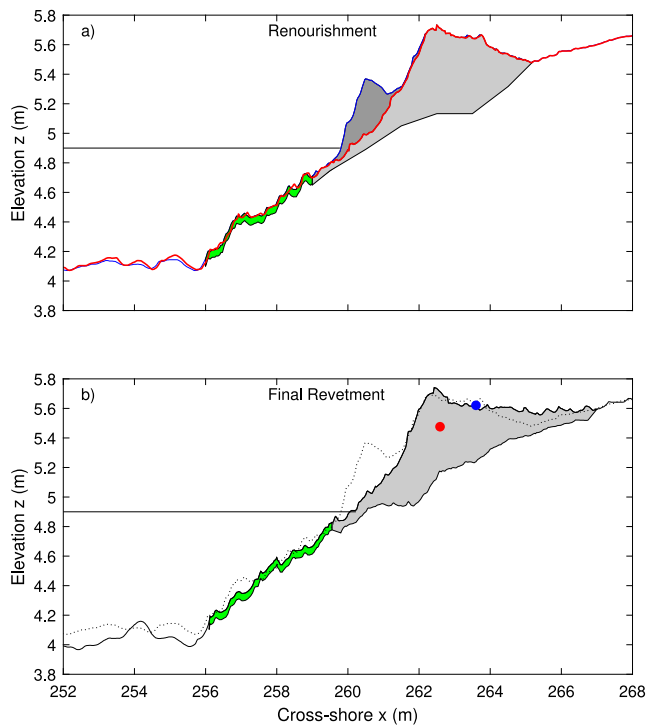 5.8
a)
Renourishment
5.6
5.4
5.2
5
4.8
4.6
4.4
4.2
4
3.8
Elevation z (m)
5.8
b)
Final Revetment
5.6
5.4
5.2
5
4.8
4.6
4.4
4.2
4
3.8
Elevation z (m)
252 254 256 258 260 262 264 266 268
Cross-shore x (m)